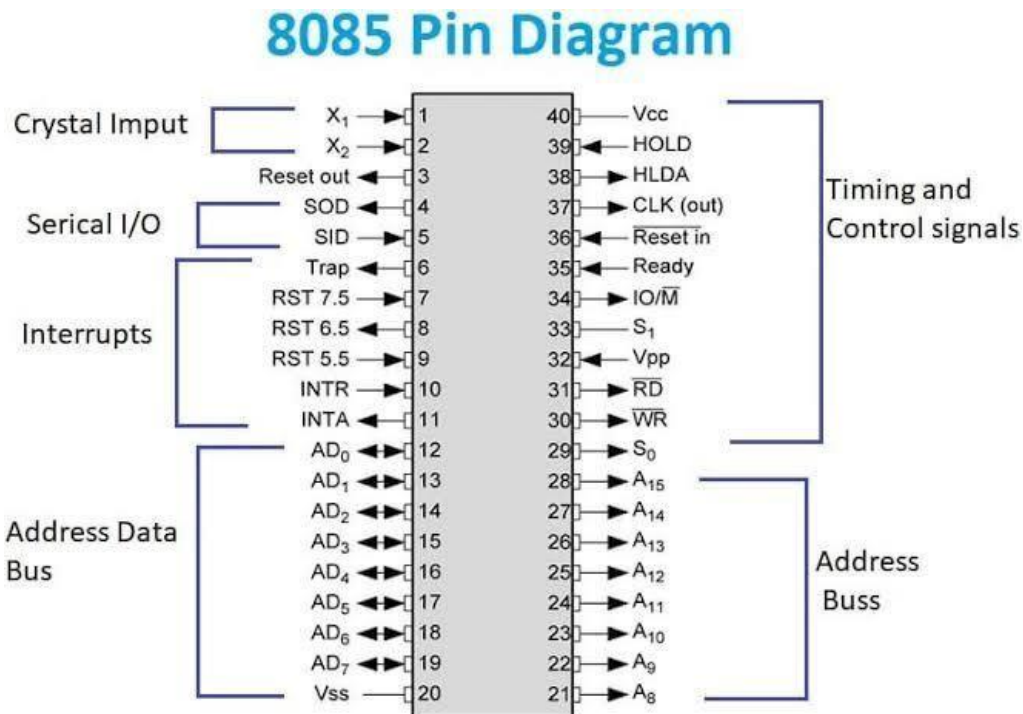 8085 Pin Diagram
Crystal Imput
Serical I/O
Interrupts
Address Data
Bus
X₁ 1
X₂ 2
Reset out 3
SOD 4
SID 5
Trap 6
RST 7.5 7
RST 6.5 8
RST 5.5 9
INTR 10
INTA 11
AD₀ 12
AD₁ 13
AD₂ 14
AD₃ 15
AD₄ 16
AD₅ 17
AD₆ 18
AD₇ 19
Vss 20
40 Vcc
39 HOLD
38 HLDA
37 CLK (out)
36 R̅e̅s̅e̅t̅ i̅n̅
35 Ready
34 IO/M̅
33 S₁
32 Vpp
31 R̅D̅
30 W̅R̅
29 S₀
28 A₁₅
27 A₁₄
26 A₁₃
25 A₁₂
24 A₁₁
23 A₁₀
22 A₉
21 A₈
Timing and
Control signals
Address
Buss